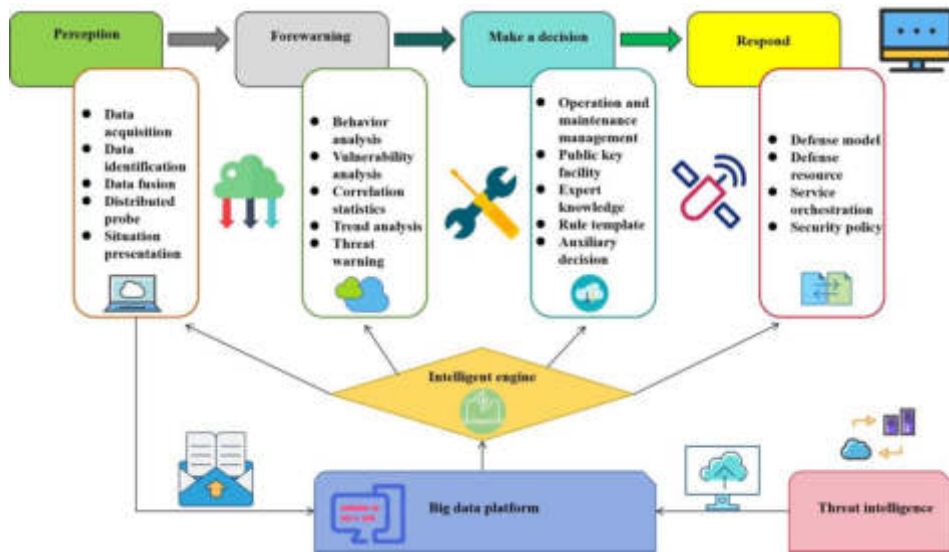 Perception
Forewarning
Make a decision
Respond
Data
acquisition
Data
identification
Data fusion
Distributed
probe
Situation
presentation
Behavior
analysis
Vulnerability
analysis
Correlation
statistics
Trend analysis
Threat
warning
Operation and
maintenance
management
Public key
facility
Expert
knowledge
Rule template
Auxiliary
decision
Defense model
Defense
resource
Service
orchestration
Security policy
Intelligent engine
Big data platform
Threat intelligence